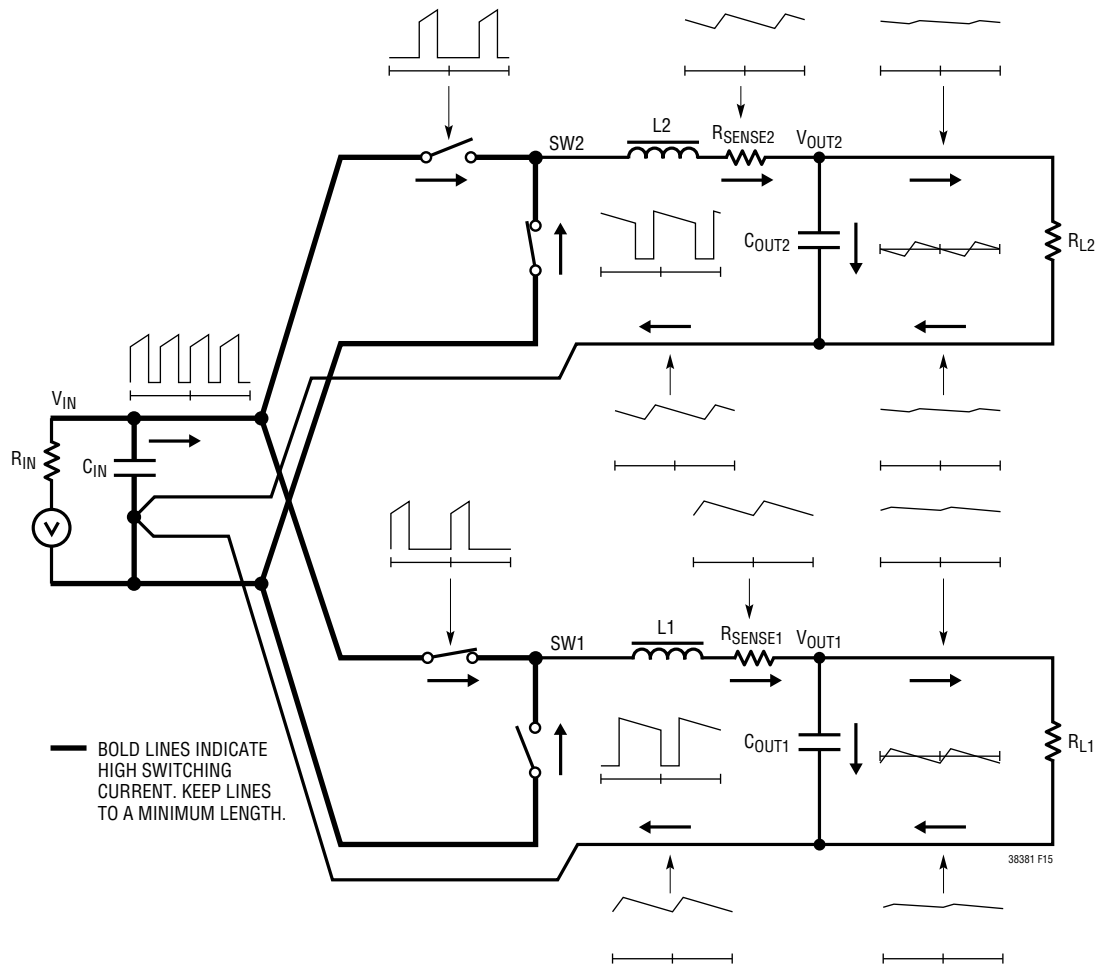 L2
RSENSE2
VOUT2
SW2
COUT2
RL2
VIN
RIN
CIN
V
L1
RSENSE1
VOUT1
SW1
COUT1
RL1
BOLD LINES INDICATE
HIGH SWITCHING
CURRENT. KEEP LINES
TO A MINIMUM LENGTH.
38381 F15